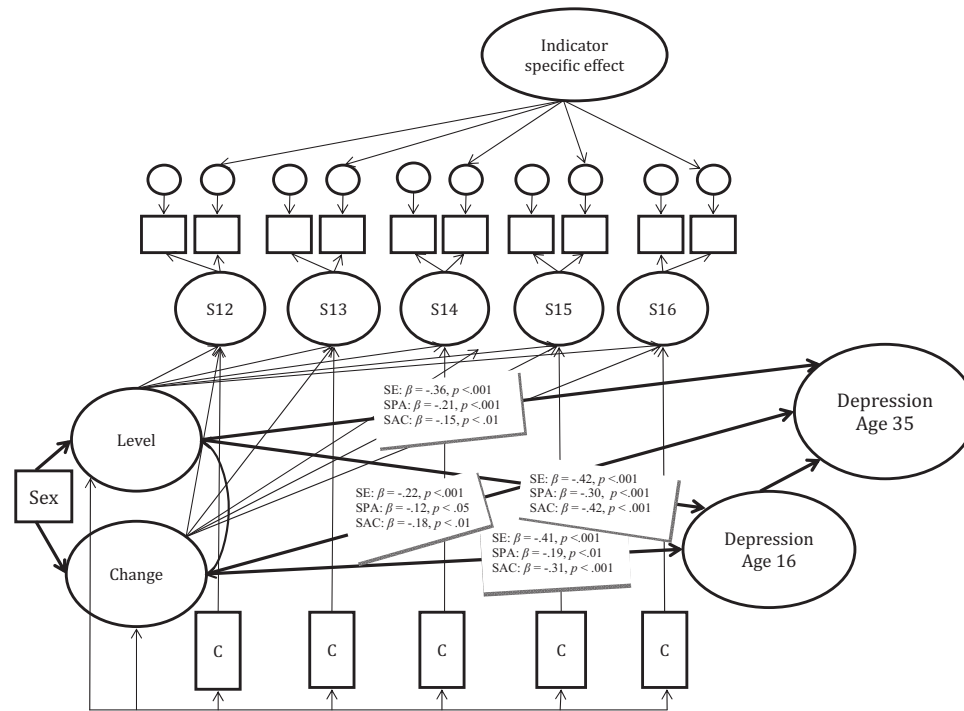 Indicator
specific effect
S12
S13
S14
S15
S16
SE: β = -.36, p <.001
SPA: β = -.21, p <.001
SAC: β = -.15, p < .01
Depression
Age 35
Level
Sex
SE: β = -.22, p <.001
SPA: β = -.12, p < .05
SAC: β = -.18, p < .01
SE: β = -.42, p <.001
SPA: β = -.30, p <.001
SAC: β = -.42, p < .001
SE: β = -.41, p <.001
SPA: β = -.19, p <.01
SAC: β = -.31, p < .001
Depression
Age 16
Change
C
C
C
C
C